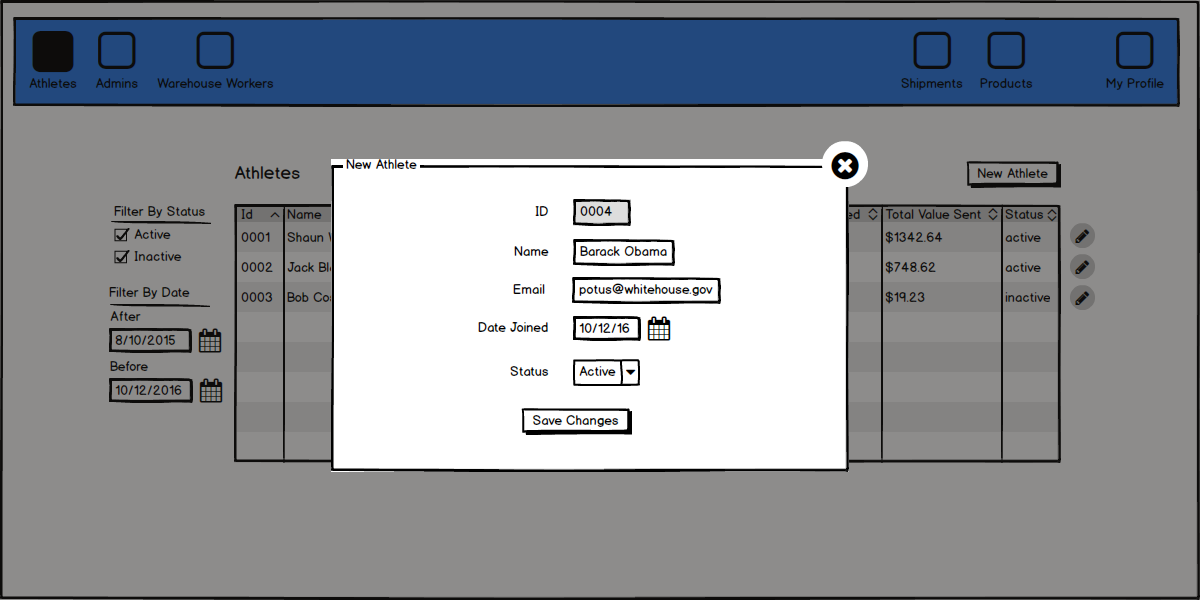 Athletes Admins Warehouse Workers Shipments Products My Profile
Athletes
New Athlete
New Athlete
Filter By Status
Active
Inactive
Filter By Date
After
8/10/2015
Before
10/12/2016
Id Name Total Value Sent Status
0001 Shaun $1342.64 active
0002 Jack $748.62 active
0003 Bob $19.23 inactive
ID 0004
Name Barack Obama
Email potus@whitehouse.gov
Date Joined 10/12/16
Status Active
Save Changes